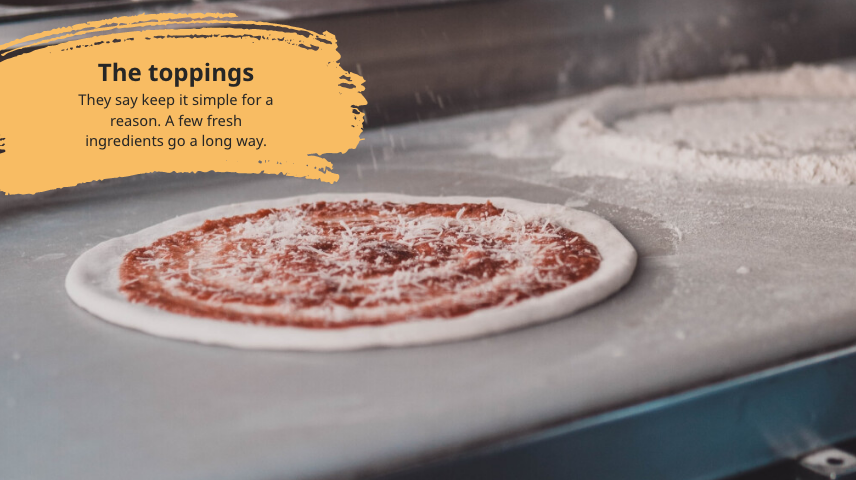 The toppings
They say keep it simple for a
reason. A few fresh
ingredients go a long way.